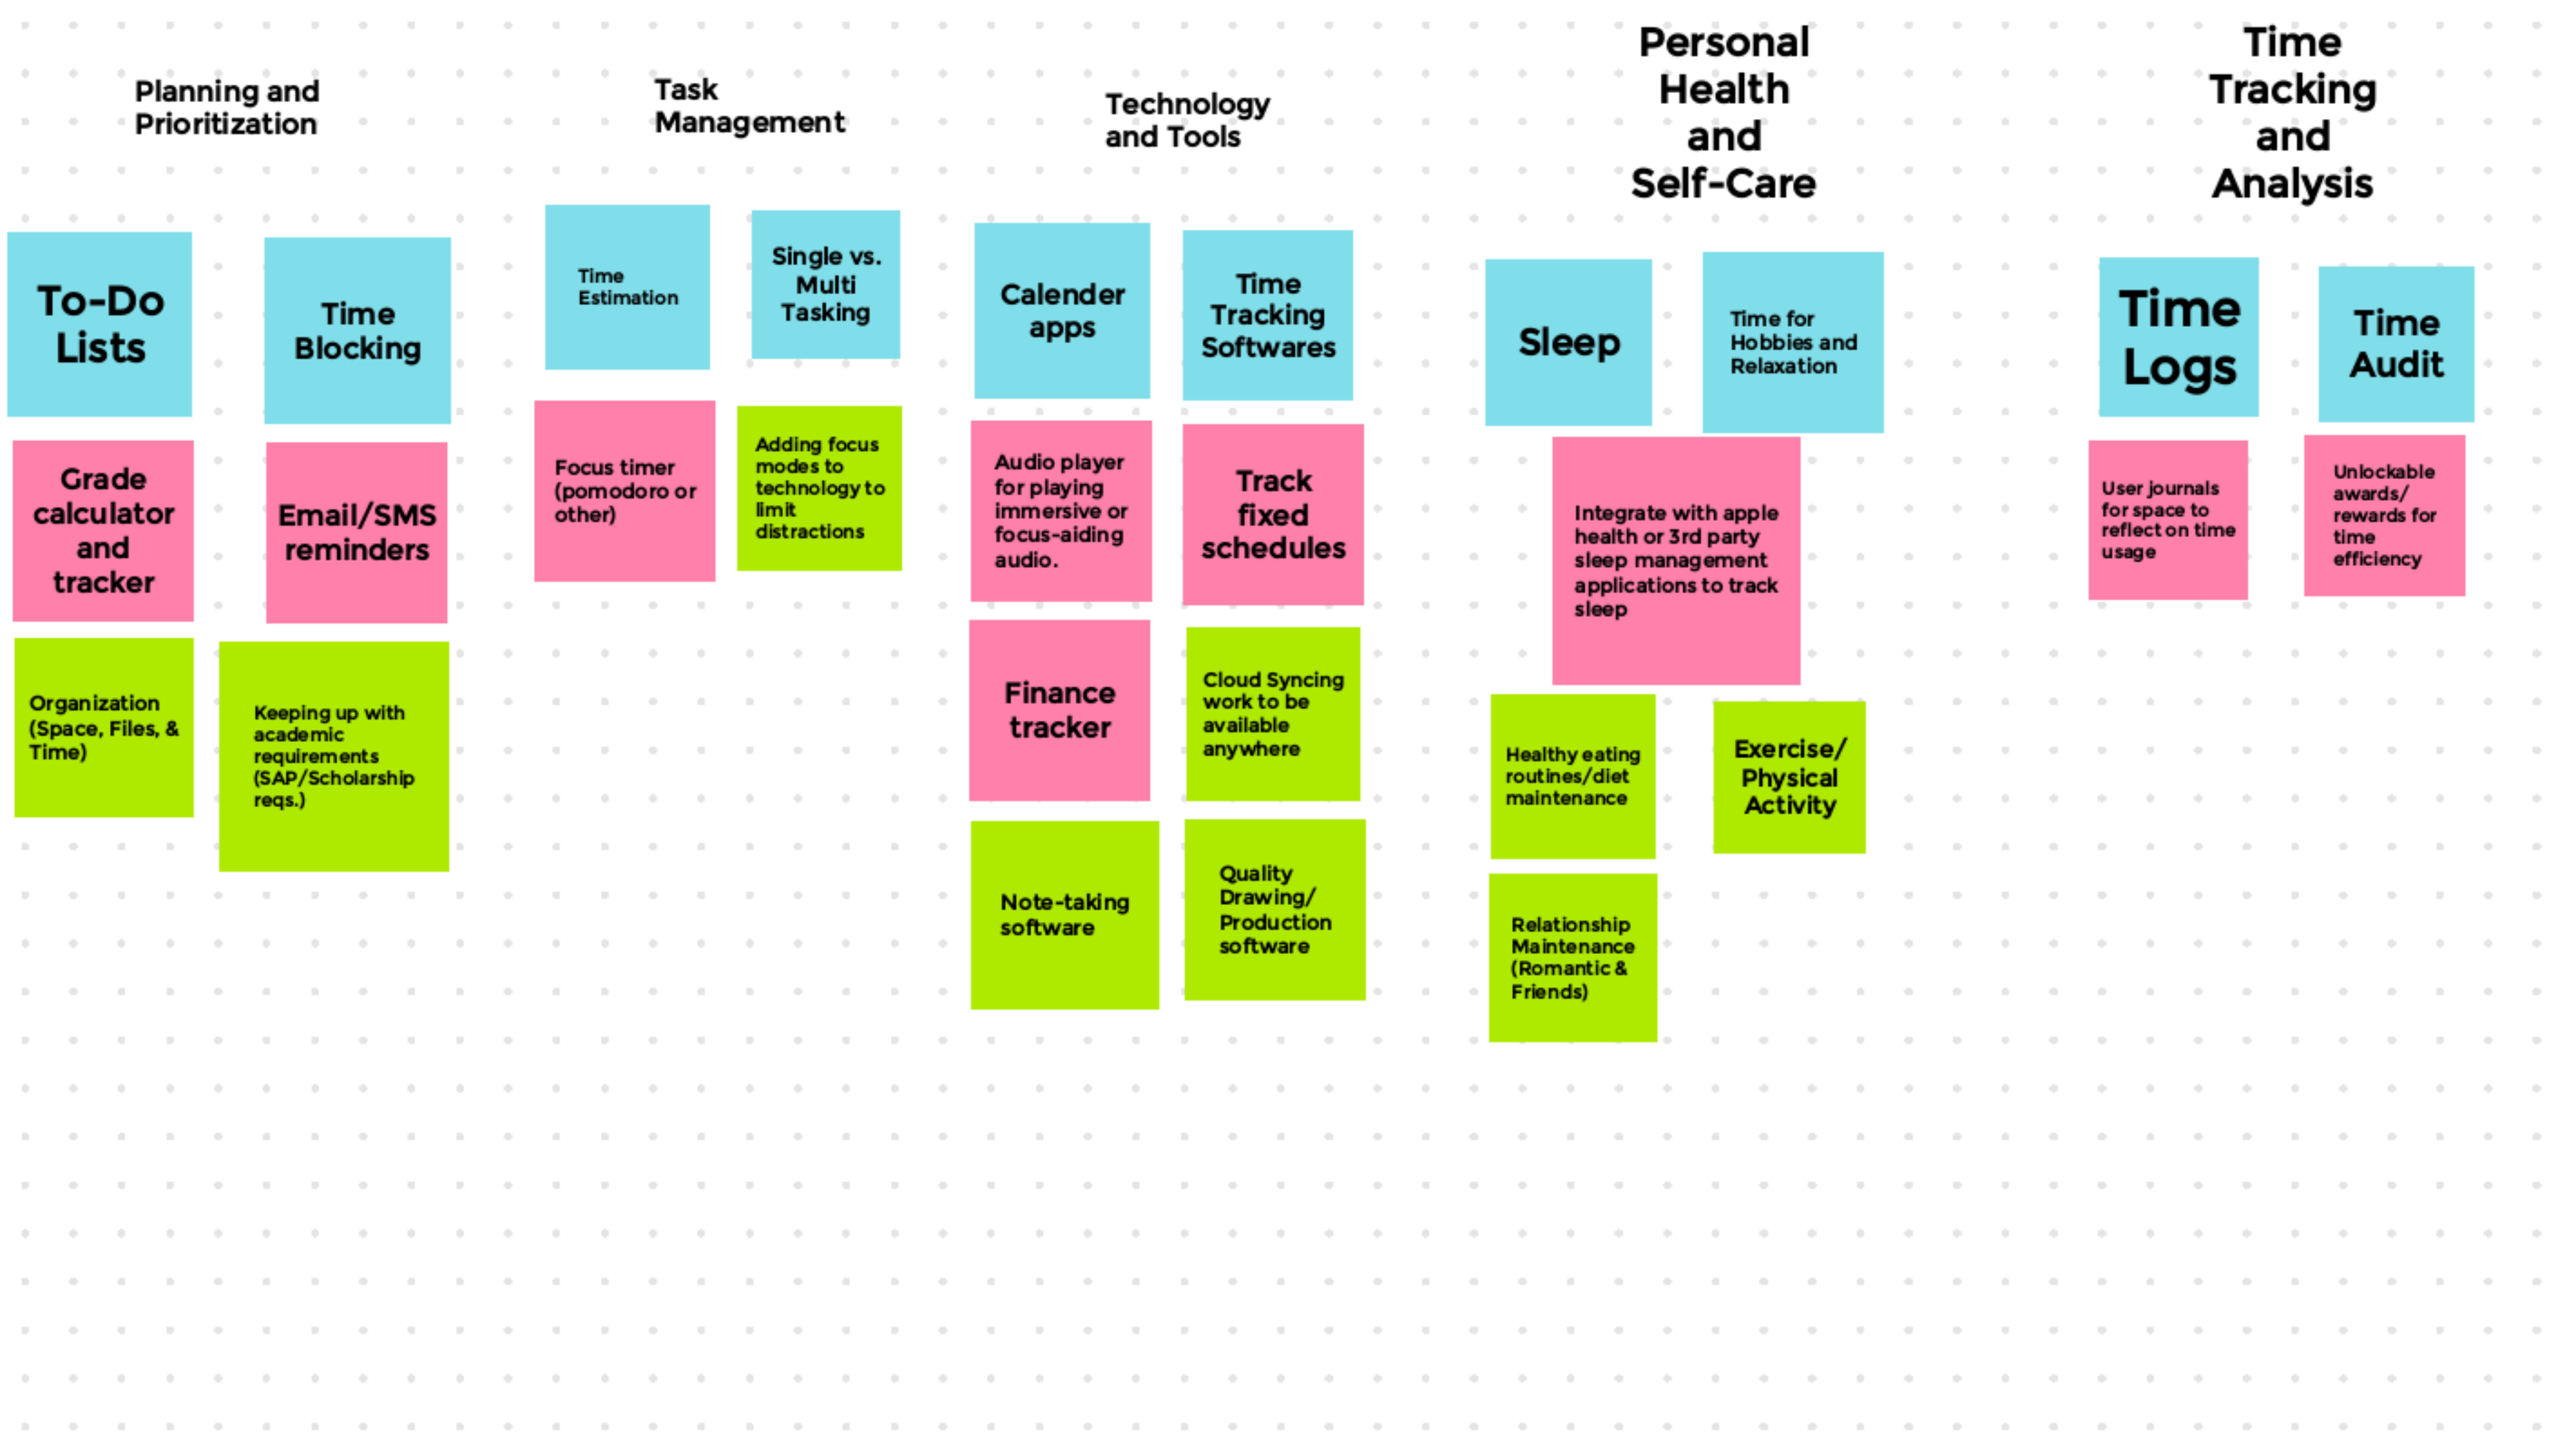 Planning and
Prioritization
To-Do
Lists
Time
Blocking
Grade
calculator
and
tracker
Email/SMS
reminders
Organization
(Space, Files, &
Time)
Keeping up with
academic
requirements
(SAP/Scholarship
reqs.)
Task
Management
Time
Estimation
Single vs.
Multi
Tasking
Focus timer
(pomodoro or
other)
Adding focus
modes to
technology to
limit
distractions
Technology
and Tools
Calender
apps
Time
Tracking
Softwares
Audio player
for playing
immersive or
focus-aiding
audio.
Track
fixed
schedules
Finance
tracker
Cloud Syncing
work to be
available
anywhere
Note-taking
software
Quality
Drawing/
Production
software
Personal
Health
and
Self-Care
Sleep
Time for
Hobbies and
Relaxation
Integrate with apple
health or 3rd party
sleep management
applications to track
sleep
Healthy eating
routines/diet
maintenance
Exercise/
Physical
Activity
Relationship
Maintenance
(Romantic &
Friends)
Time
Tracking
and
Analysis
Time
Logs
Time
Audit
User journals
for space to
reflect on time
usage
Unlockable
awards/
rewards for
time
efficiency